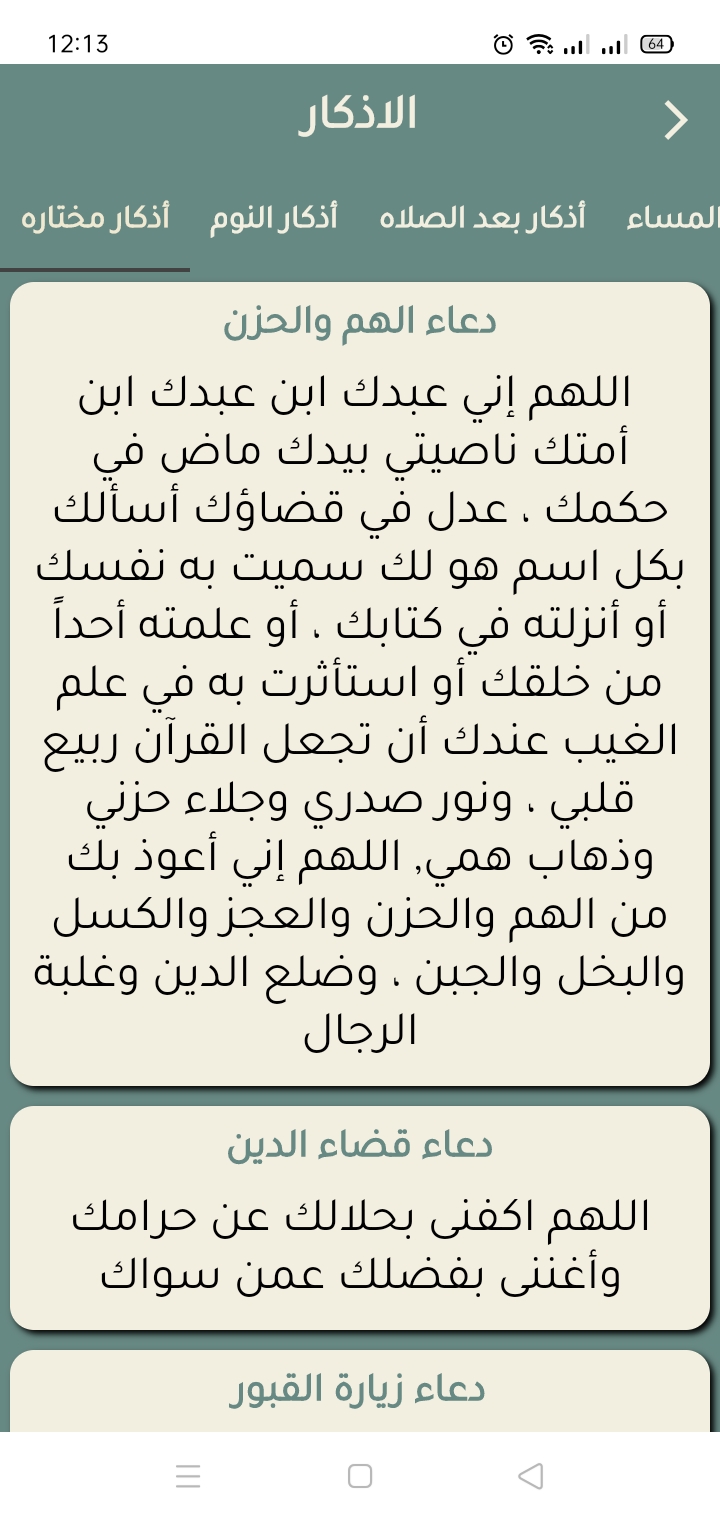 12:13
64
الاذكار
المساء
أذكار بعد الصلاه
أذكار النوم
أذكار مختاره
دعاء الهم والحزن
اللهم إني عبدك ابن عبدك ابن
أمتك ناصيتي بيدك ماض في
حكمك ، عدل في قضاؤك أسألك
بكل اسم هو لك سميت به نفسك
أو أنزلته في كتابك ، أو علمته أحداً
من خلقك أو استأثرت به في علم
الغيب عندك أن تجعل القرآن ربيع
قلبي ، ونور صدري وجلاء حزني
وذهاب همي, اللهم إني أعوذ بك
من الهم والحزن والعجز والكسل
والبخل والجبن ، وضلع الدين وغلبة
الرجال
دعاء قضاء الدين
اللهم اكفنى بحلالك عن حرامك
وأغننى بفضلك عمن سواك
دعاء زيارة القبور